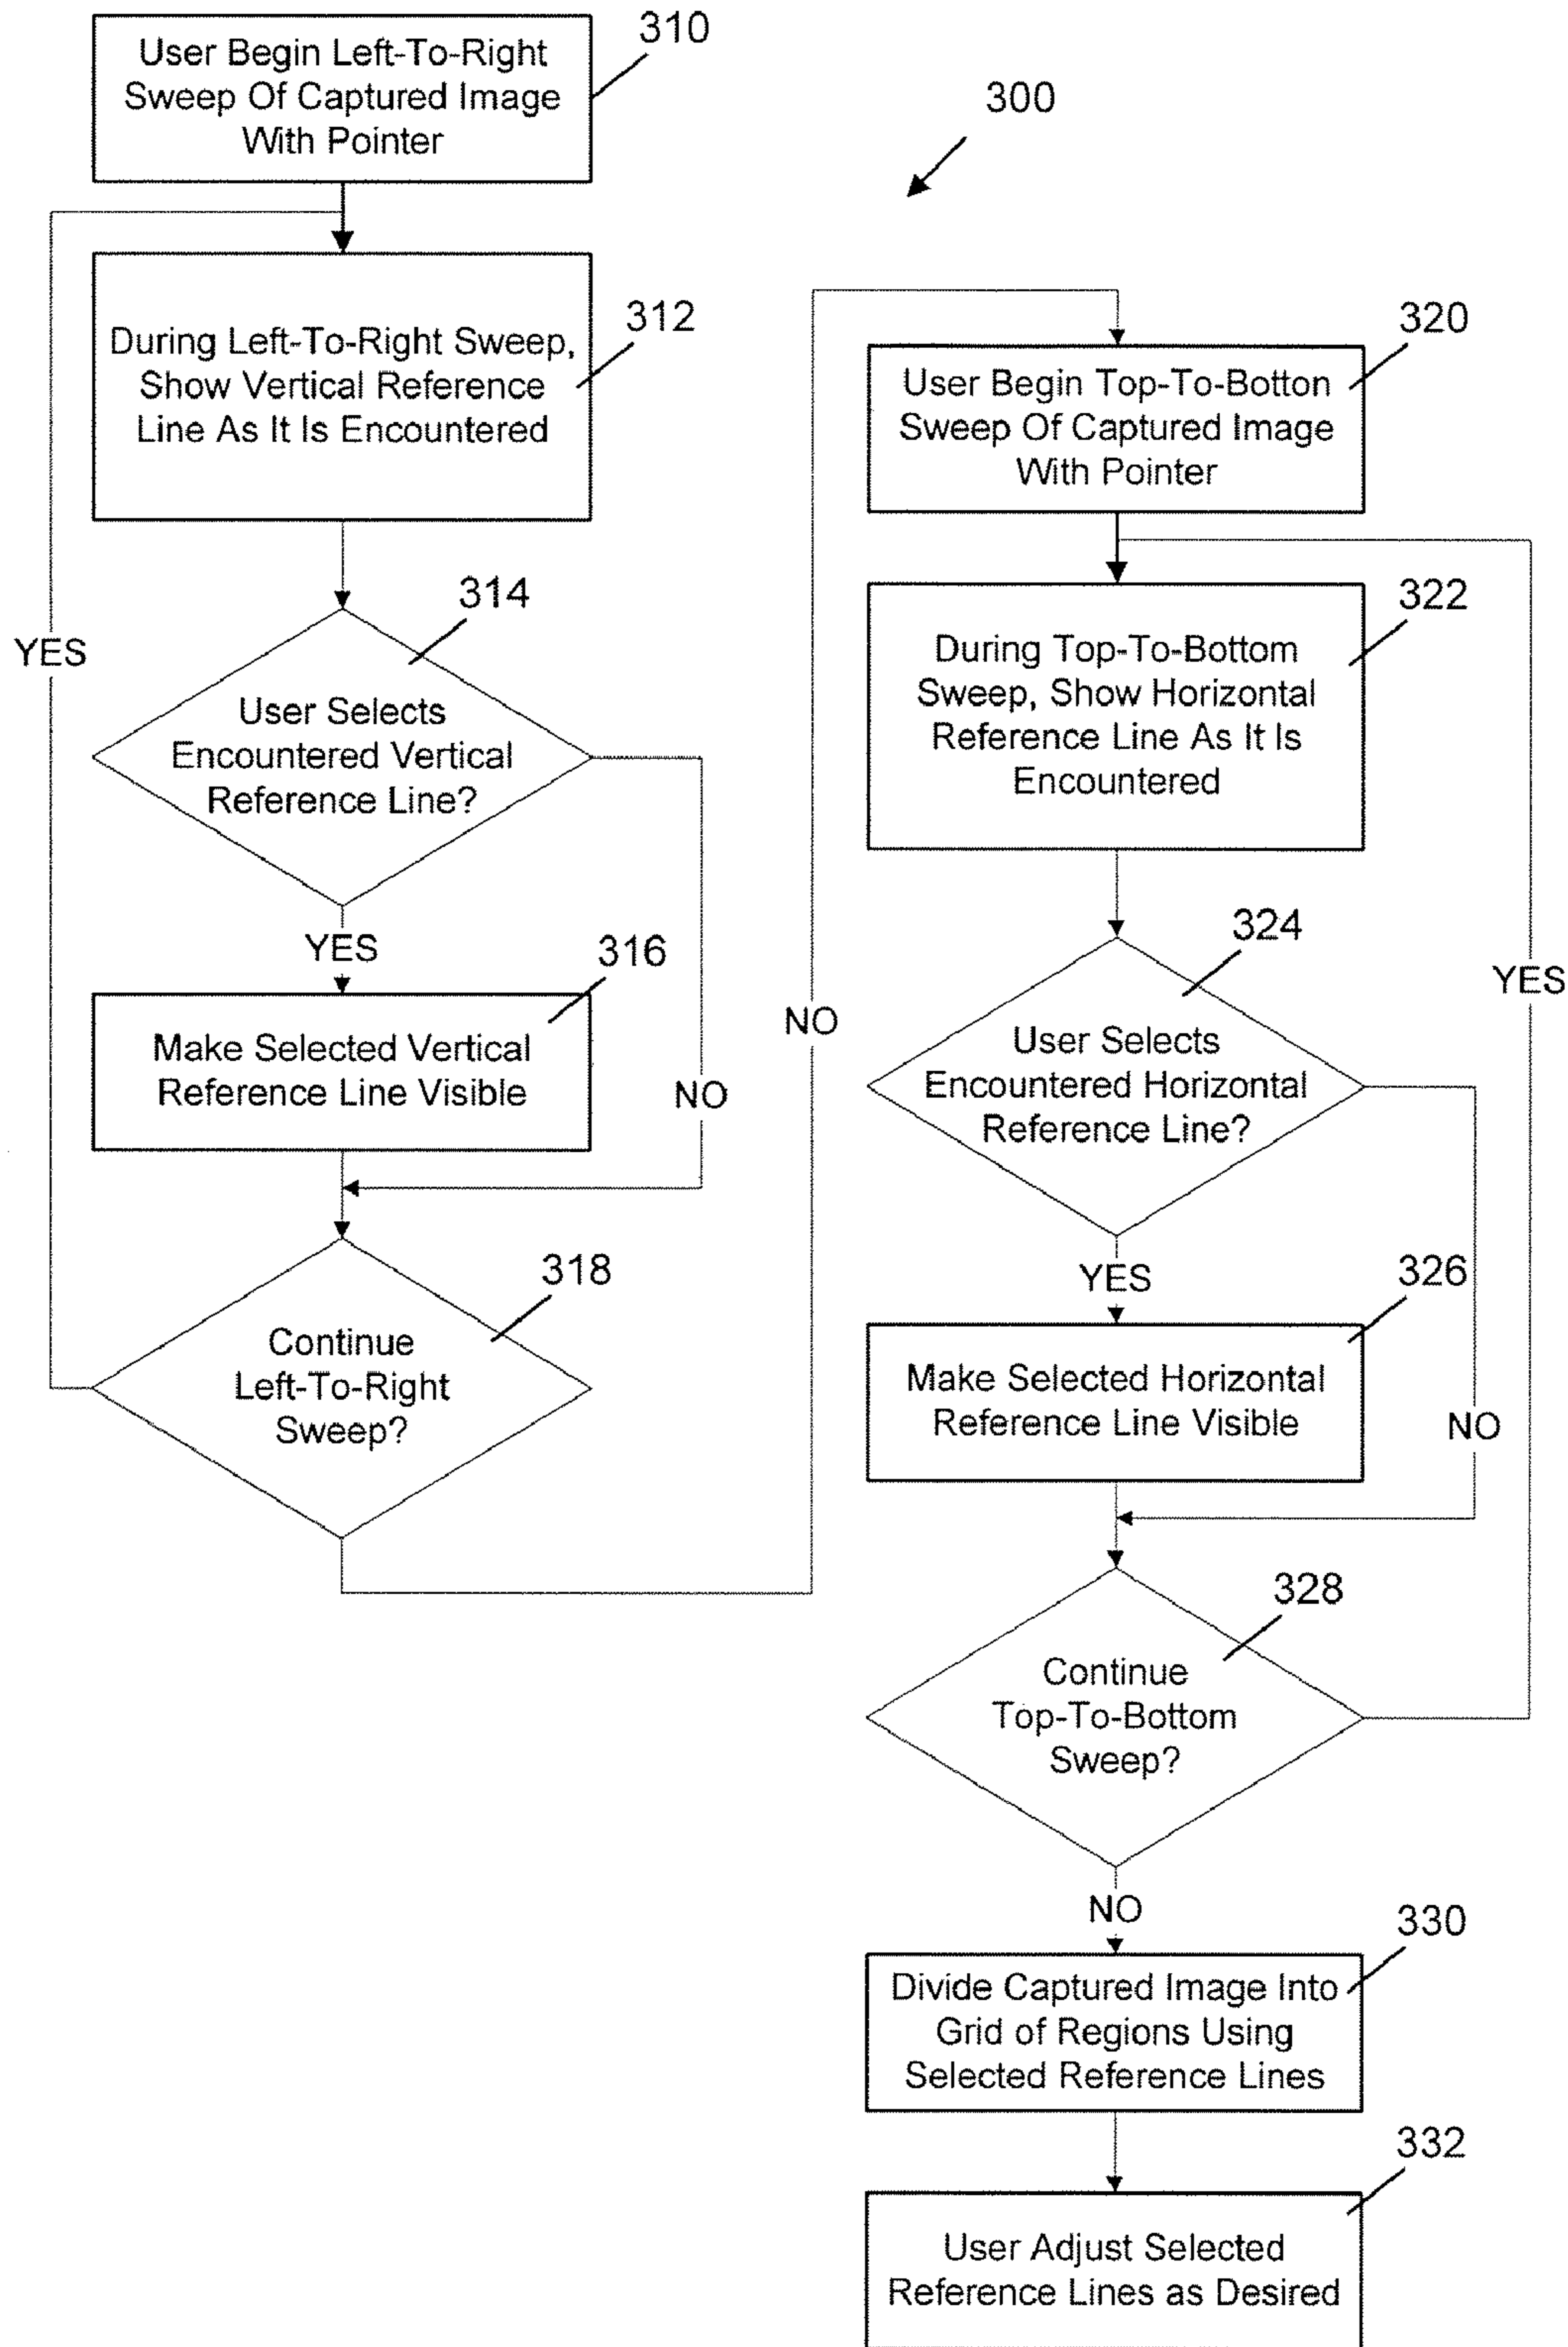 310
User Begin Left-To-Right
Sweep Of Captured Image
With Pointer
300
312
During Left-To-Right Sweep,
Show Vertical Reference
Line As It Is Encountered
314
User Selects
Encountered Vertical
Reference Line?
YES
YES
316
Make Selected Vertical
Reference Line Visible
NO
318
Continue
Left-To-Right
Sweep?
NO
320
User Begin Top-To-Botton
Sweep Of Captured Image
With Pointer
322
During Top-To-Bottom
Sweep, Show Horizontal
Reference Line As It Is
Encountered
324
User Selects
Encountered Horizontal
Reference Line?
YES
YES
326
Make Selected Horizontal
Reference Line Visible
NO
328
Continue
Top-To-Bottom
Sweep?
NO
330
Divide Captured Image Into
Grid of Regions Using
Selected Reference Lines
332
User Adjust Selected
Reference Lines as Desired